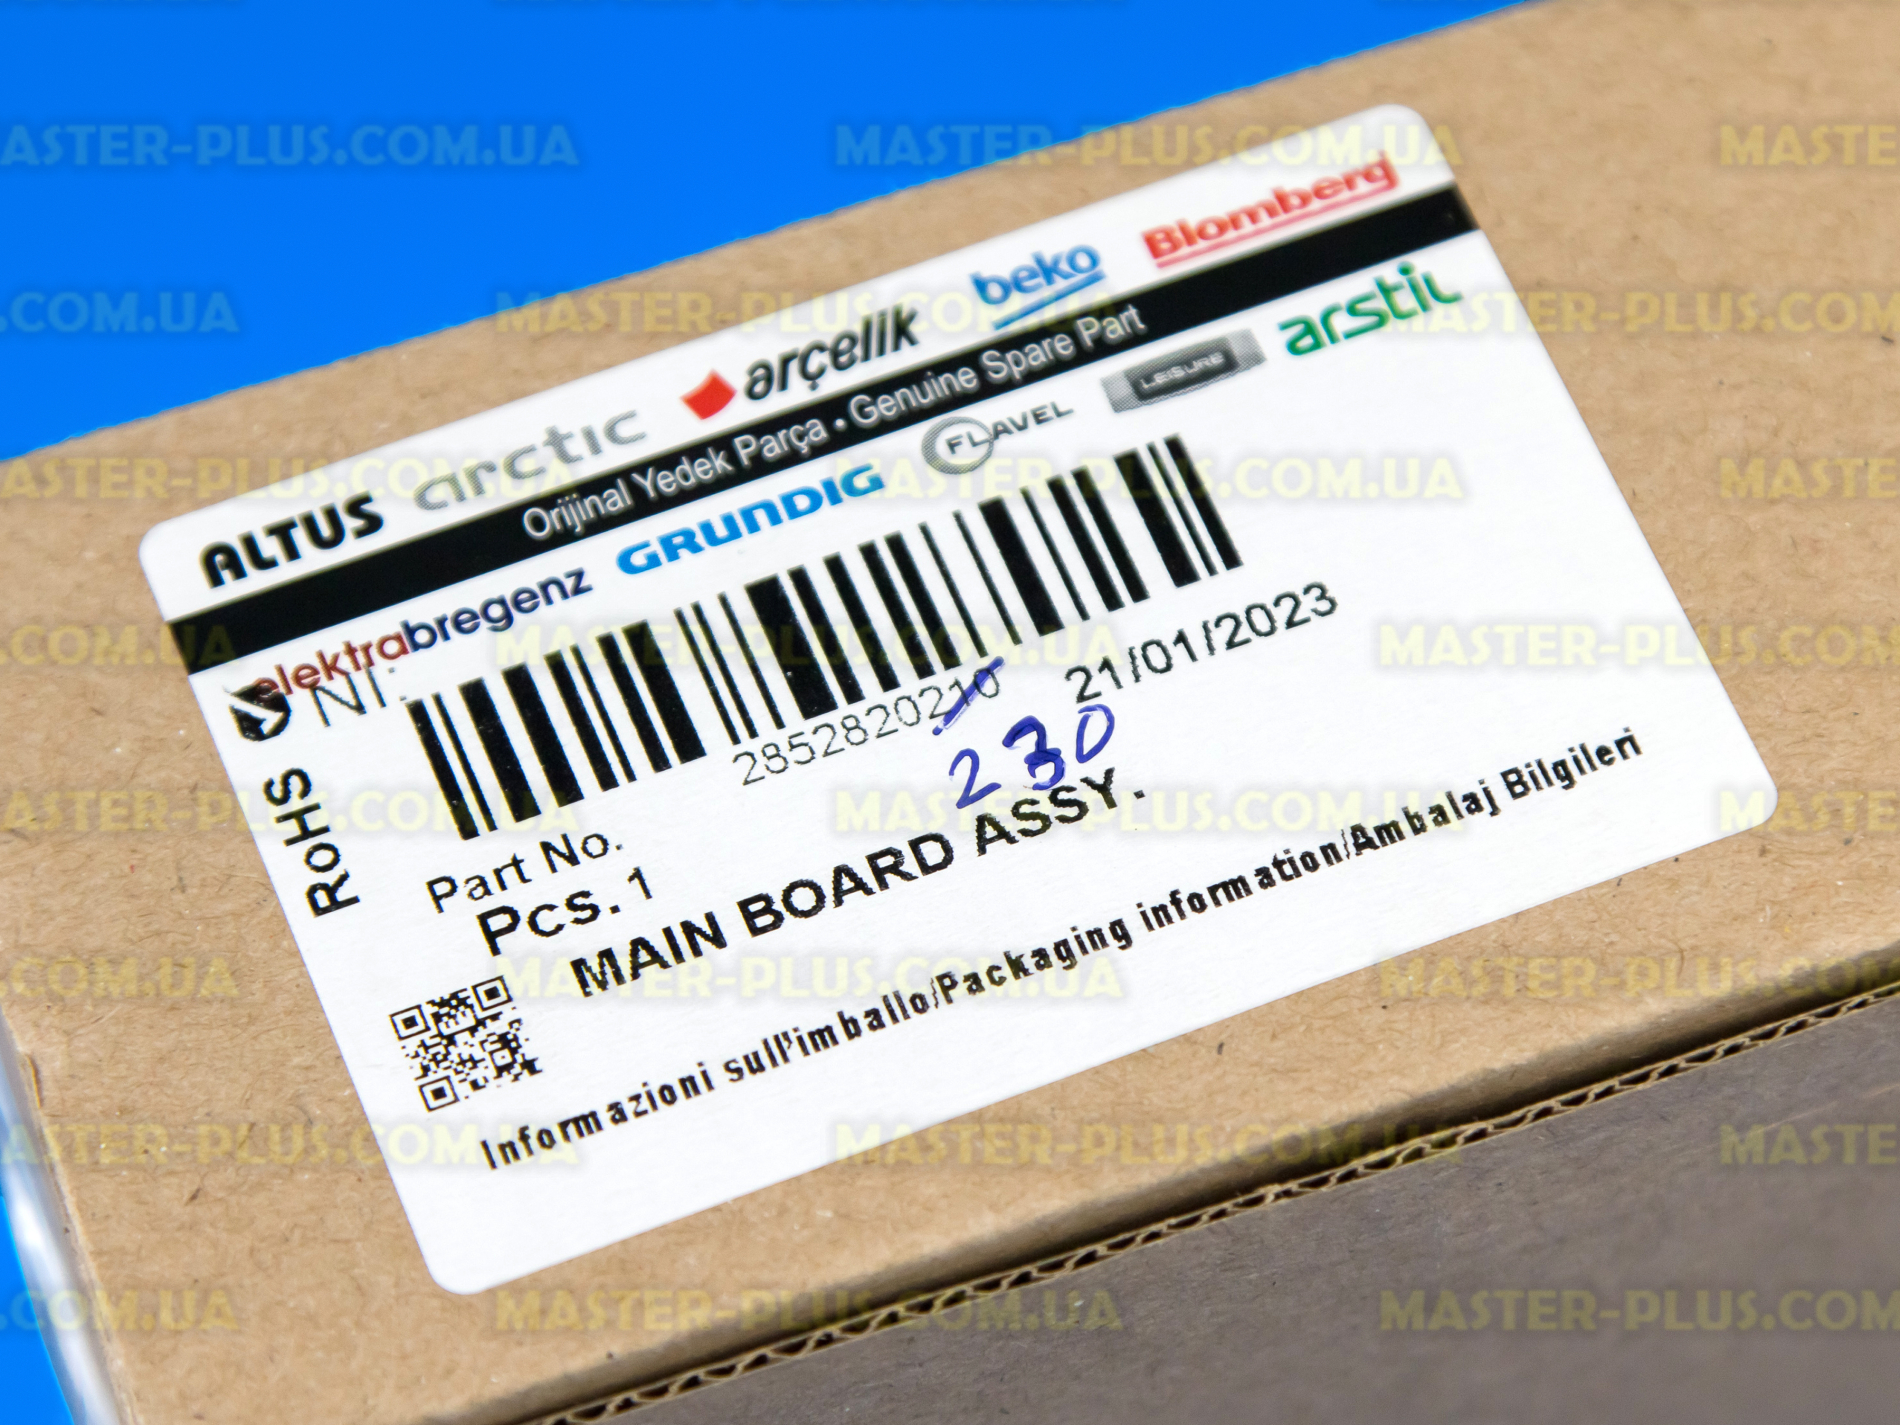 ALTUS arctic arçelik beko Blomberg
Orijinal Yedek Parça • Genuine Spare Part
elektrabregenz GRUNDIG FLAVEL LEISURE arstil
RoHS
2852820210 21/01/2023
230
Part No.
Pcs. 1
MAIN BOARD ASSY.
Informazioni sull'imballo/Packaging information/Ambalaj Bilgileri
MASTER-PLUS.COM.UA